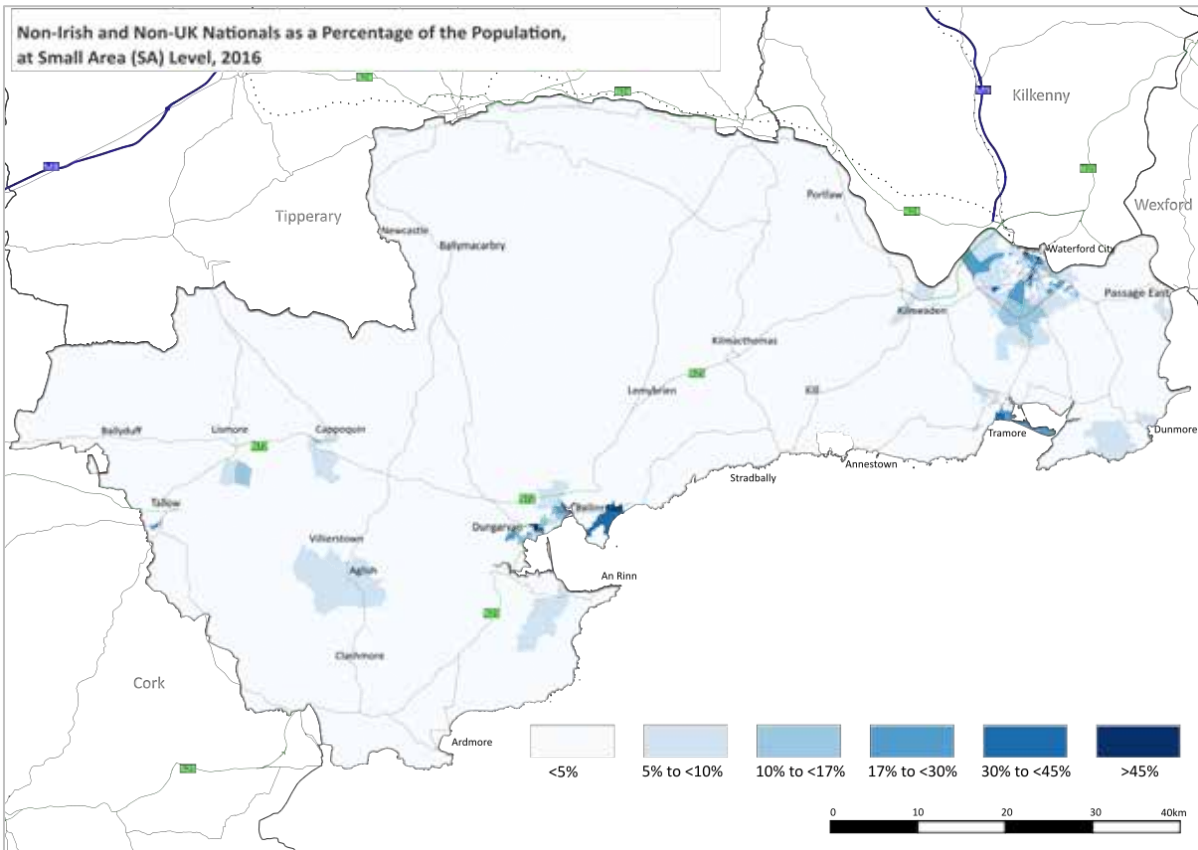 Non-Irish and Non-UK Nationals as a Percentage of the Population,
at Small Area (SA) Level, 2016
Kilkenny
Wexford
Tipperary
Portlaw
Newcastle
Ballymacarbry
Waterford City
Passage East
Kilmeaden
Kilmacthomas
Lemybrien
Kill
Ballyduff
Lismore
Cappoquin
Tramore
Dunmore
Annestown
Stradbally
Tallow
Dungarvan
Villierstown
Aglish
An Rinn
Clashmore
Cork
Ardmore
<5%
5% to <10%
10% to <17%
17% to <30%
30% to <45%
>45%
0 10 20 30 40km